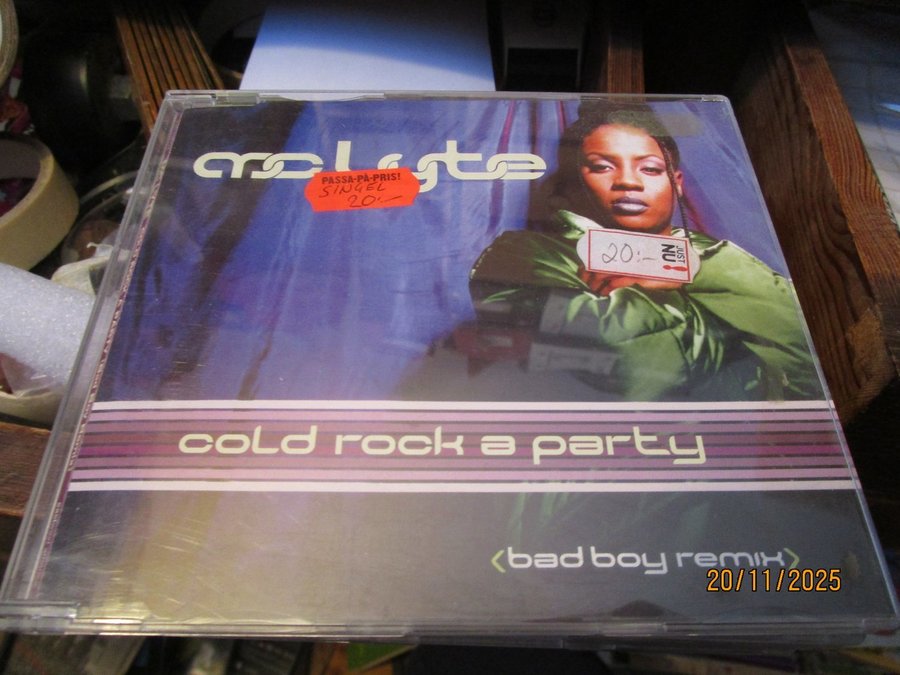 mc lyte
PASSA-PÅ-PRIS!
SINGEL
20:-
20:-
JUST
NU!
cold rock a party
<bad boy remix>
20/11/2025